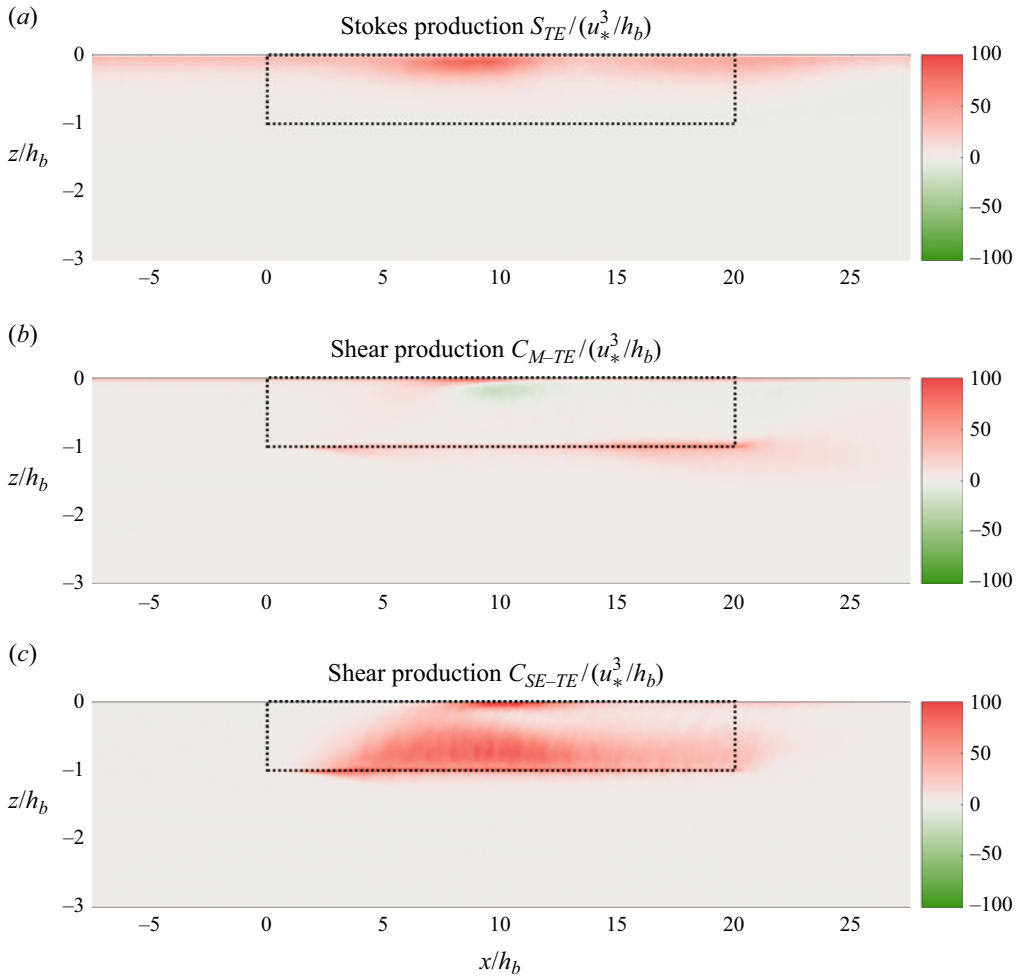 (a)
Stokes production S_TE/(u_*^3/h_b)
0
–1
–2
–3
z/h_b
–5 0 5 10 15 20 25
100
50
0
–50
–100
(b)
Shear production C_M–TE/(u_*^3/h_b)
0
–1
–2
–3
z/h_b
–5 0 5 10 15 20 25
100
50
0
–50
–100
(c)
Shear production C_SE–TE/(u_*^3/h_b)
0
–1
–2
–3
z/h_b
–5 0 5 10 15 20 25
x/h_b
100
50
0
–50
–100